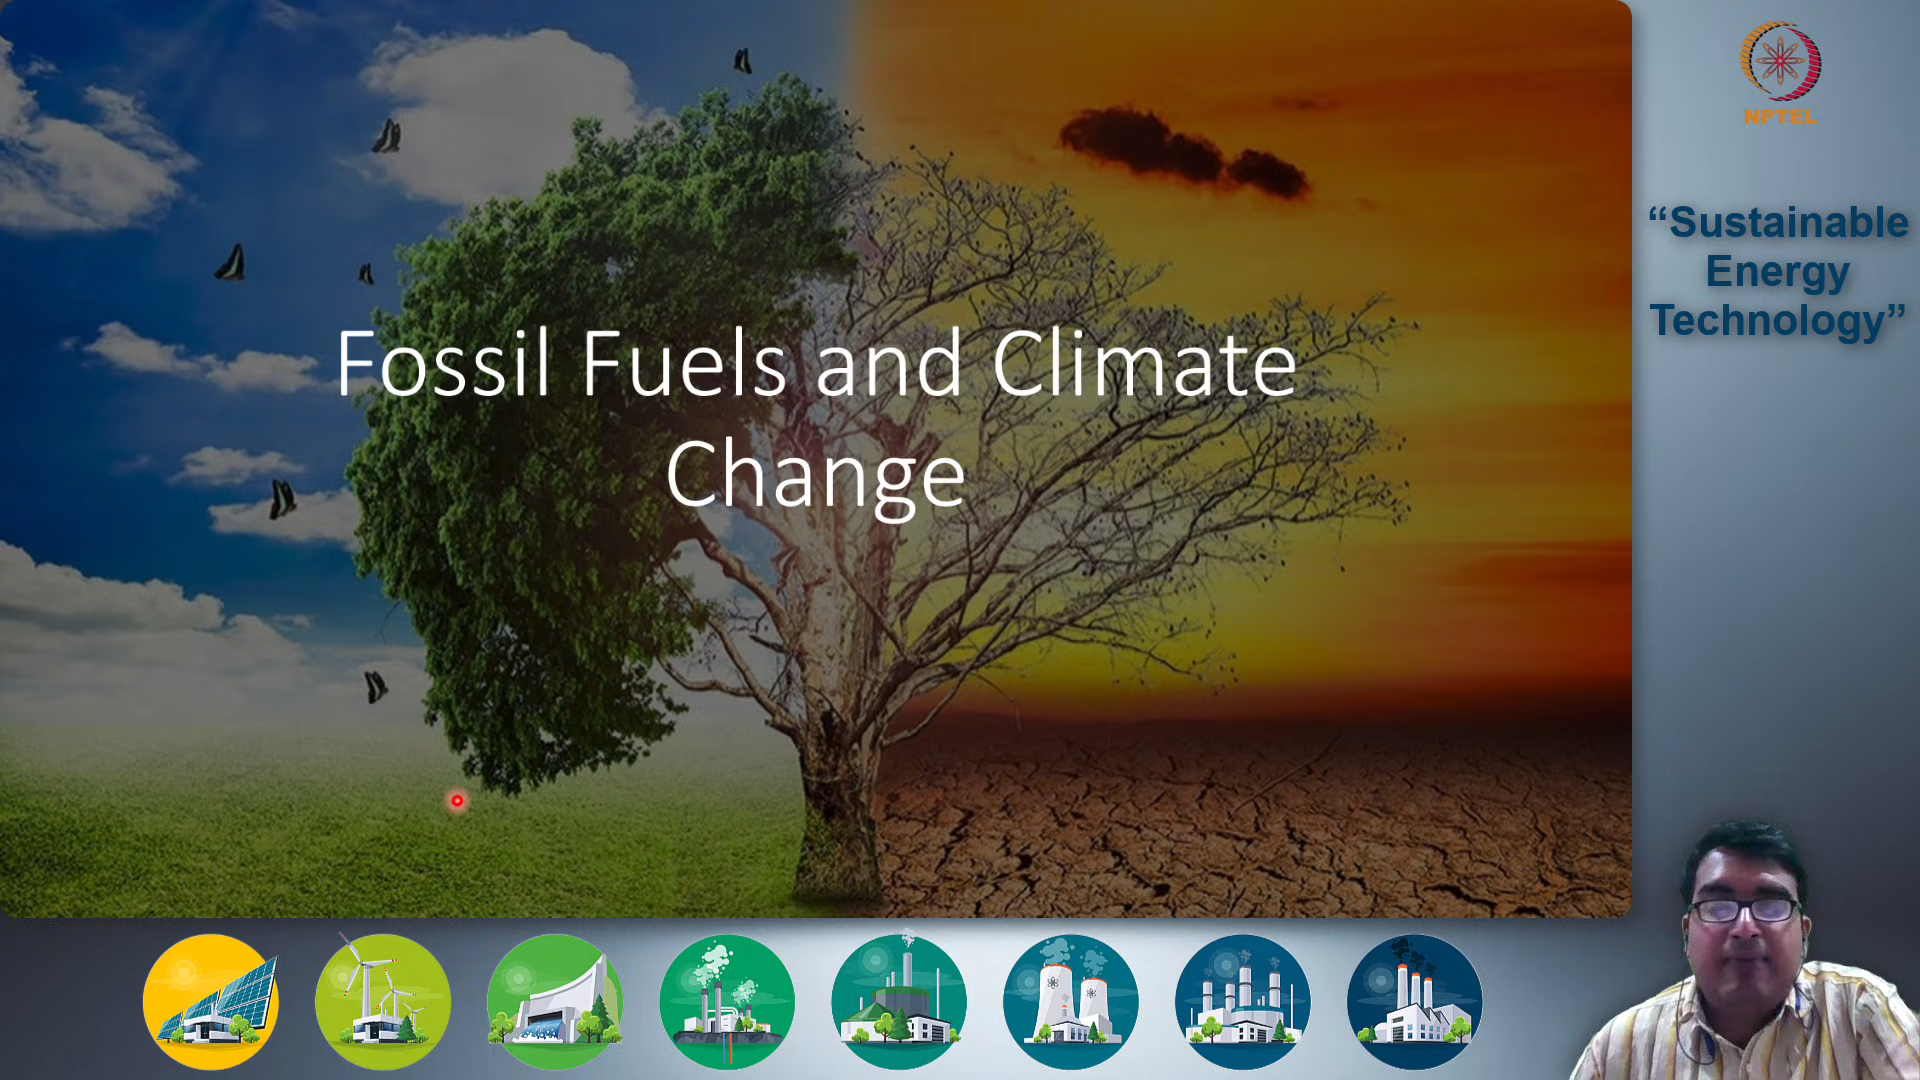 Fossil Fuels and Climate
Change
NPTEL
“Sustainable
Energy
Technology”